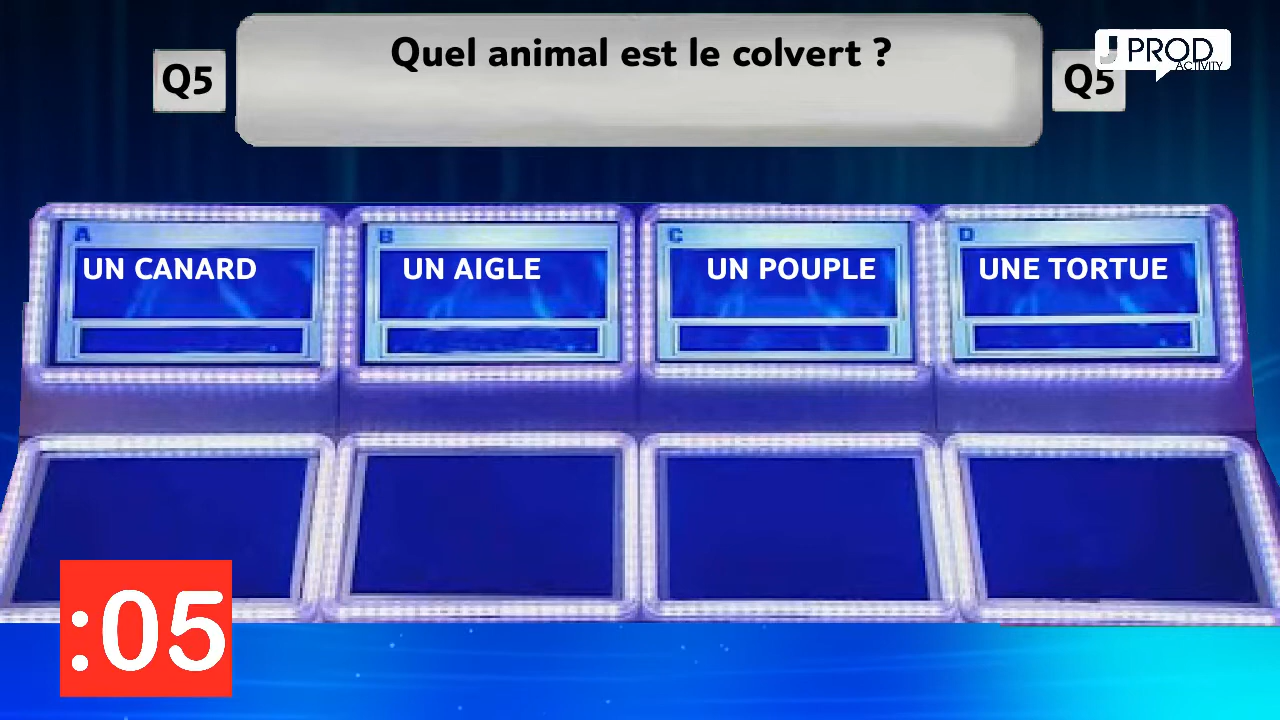 Quel animal est le colvert ?
Q5
Q5
J PROD
ACTIVITY
A
B
C
D
UN CANARD
UN AIGLE
UN POUPLE
UNE TORTUE
:05